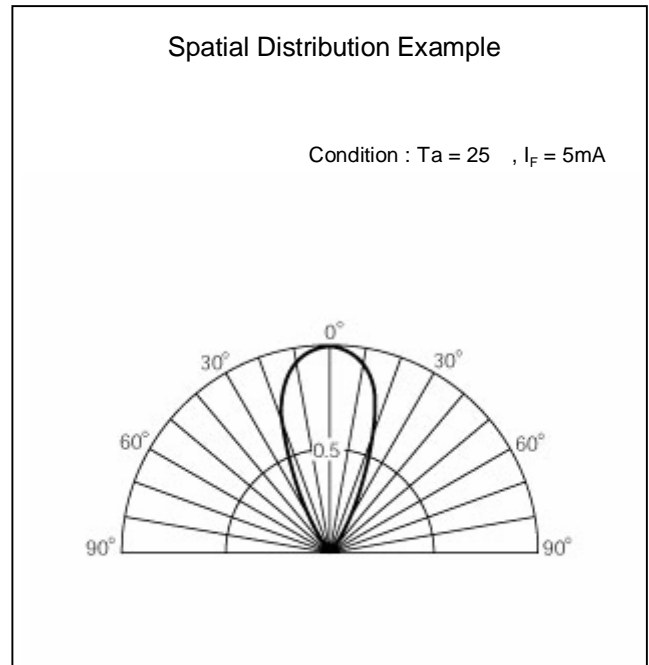 Spatial Distribution Example
Condition : Ta = 25 , IF = 5mA
0°
30° 30°
60° 60°
0.5
90° 90°